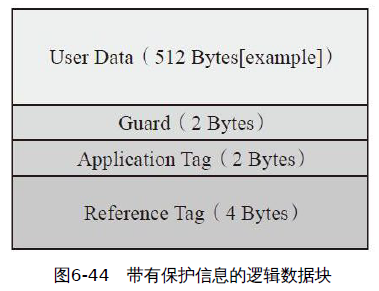 User Data（512 Bytes[example]）
Guard（2 Bytes）
Application Tag（2 Bytes）
Reference Tag（4 Bytes）
图6-44　带有保护信息的逻辑数据块